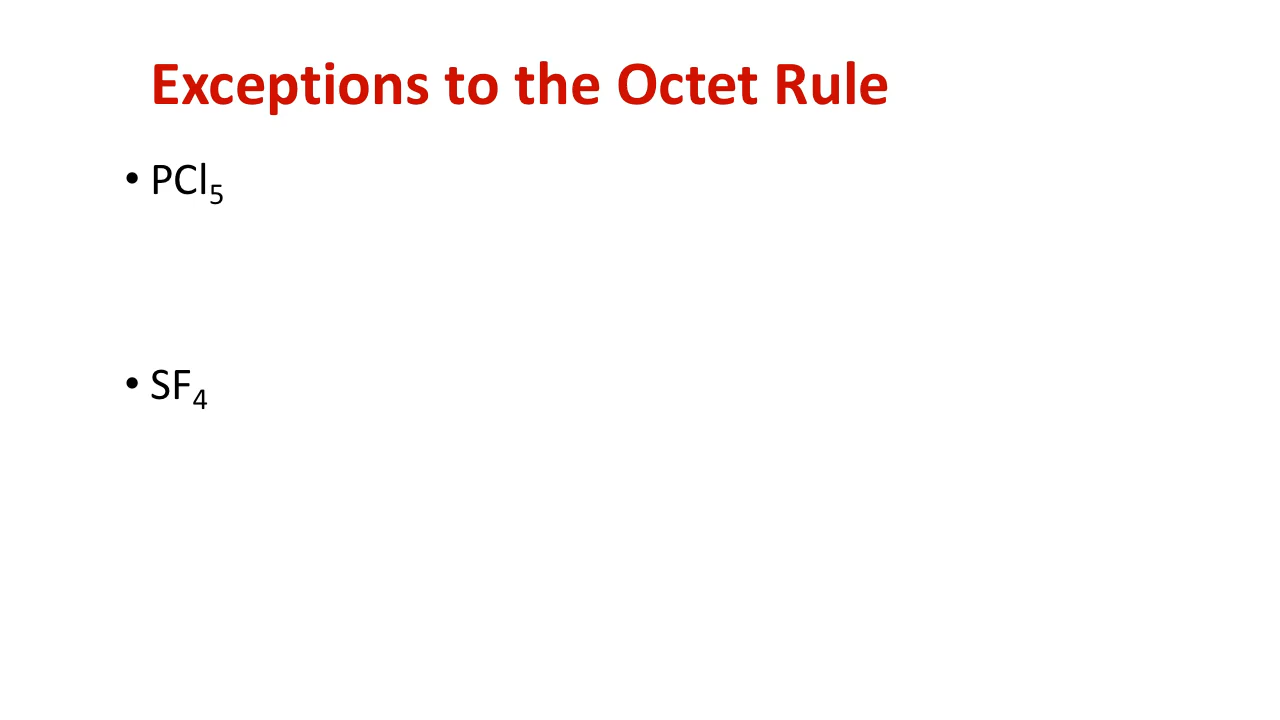 Exceptions to the Octet Rule
• PCl₅
• SF₄